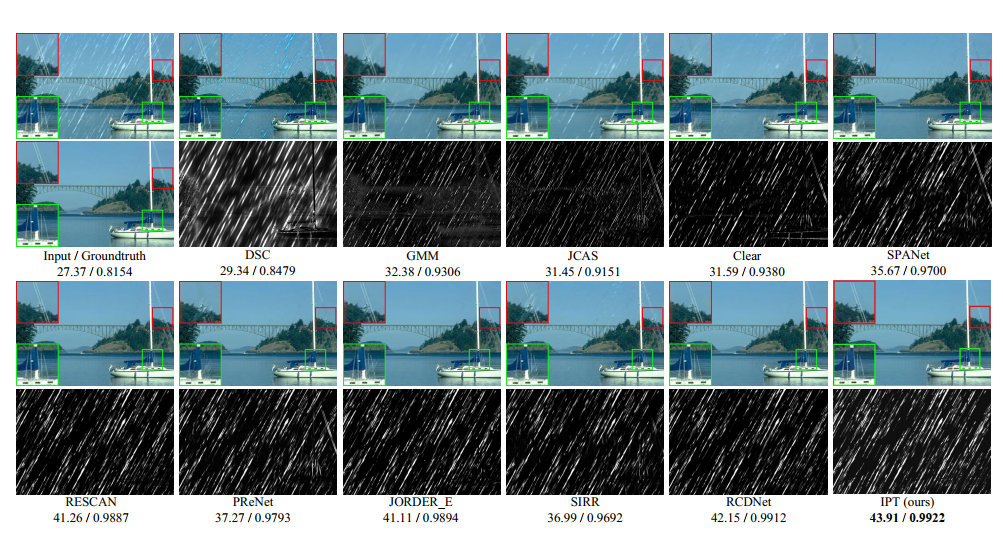 Input / Groundtruth DSC GMM JCAS Clear SPANet
27.37 / 0.8154 29.34 / 0.8479 32.38 / 0.9306 31.45 / 0.9151 31.59 / 0.9380 35.67 / 0.9700
RESCAN PReNet JORDER_E SIRR RCDNet IPT (ours)
41.26 / 0.9887 37.27 / 0.9793 41.11 / 0.9894 36.99 / 0.9692 42.15 / 0.9912 43.91 / 0.9922